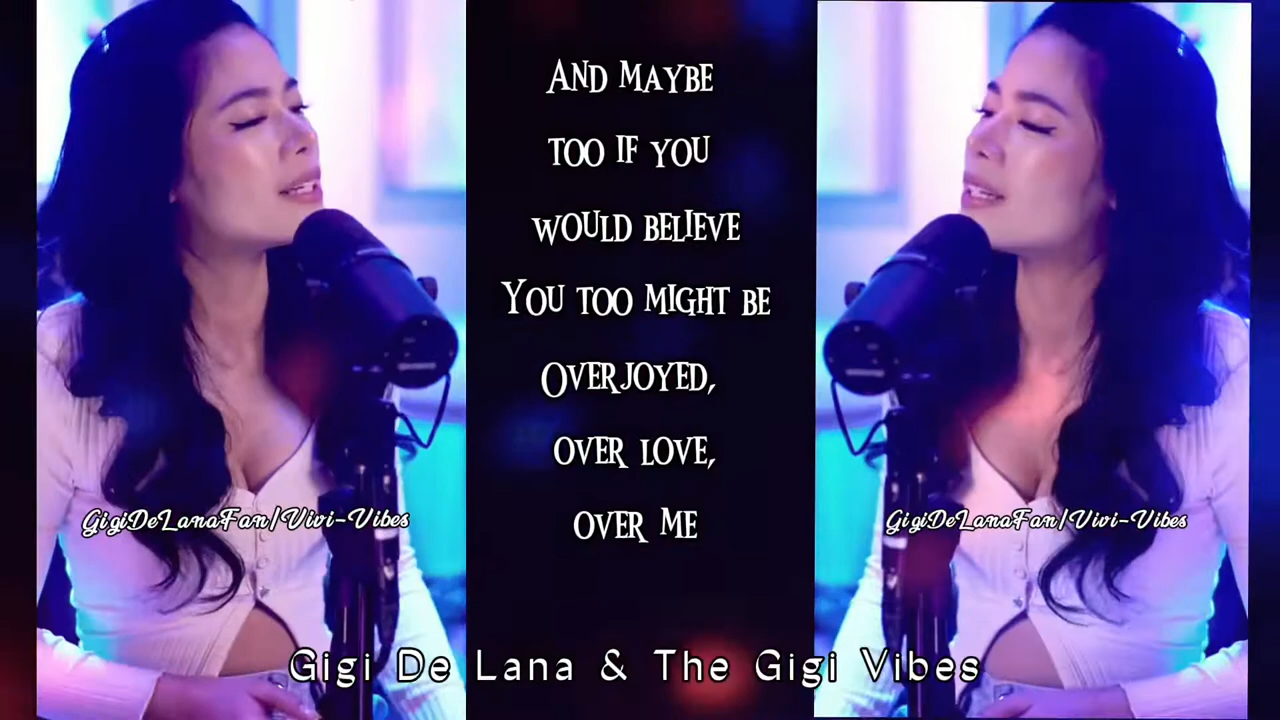 And maybe
too if you
would believe
You too might be
Overjoyed,
over love,
over me
GigiDeLanaFan/Vivi-Vibes
GigiDeLanaFan/Vivi-Vibes
Gigi De Lana & The Gigi Vibes